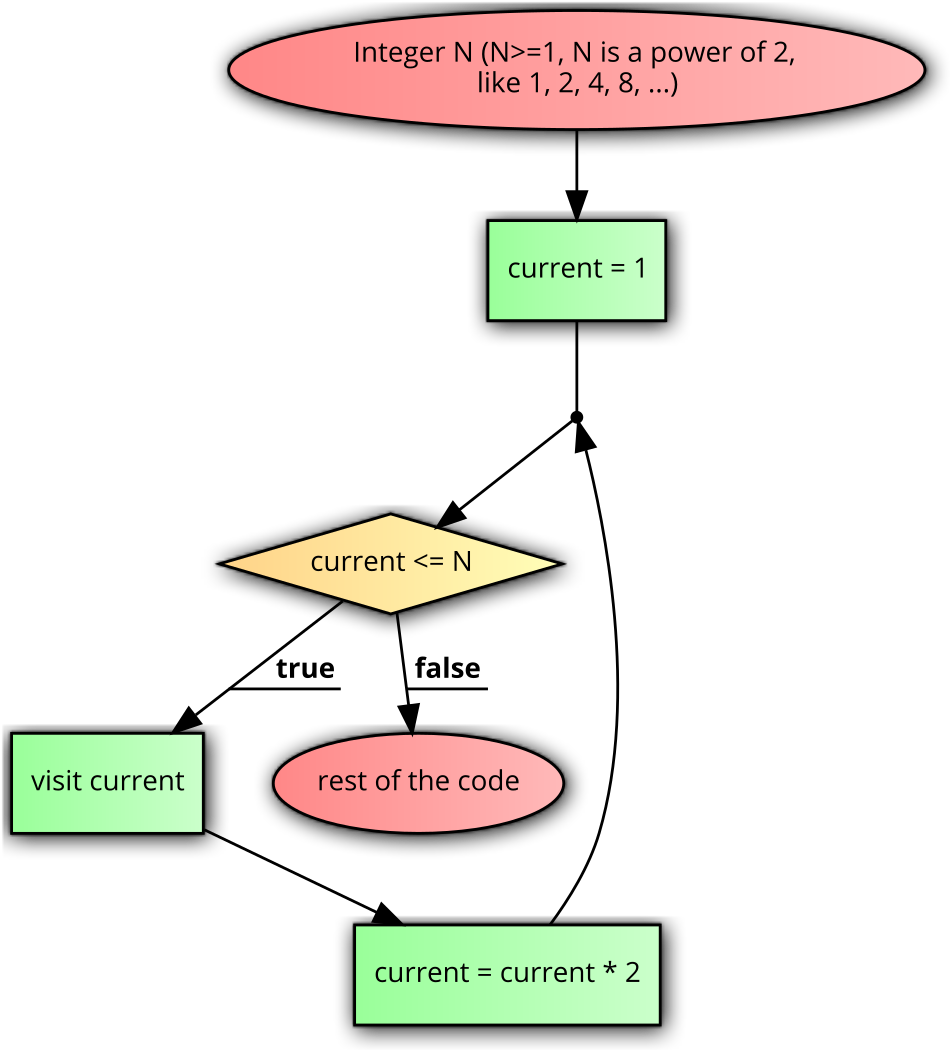 Integer N (N>=1, N is a power of 2,
like 1, 2, 4, 8, ...)
current = 1
current <= N
true
false
visit current
rest of the code
current = current * 2